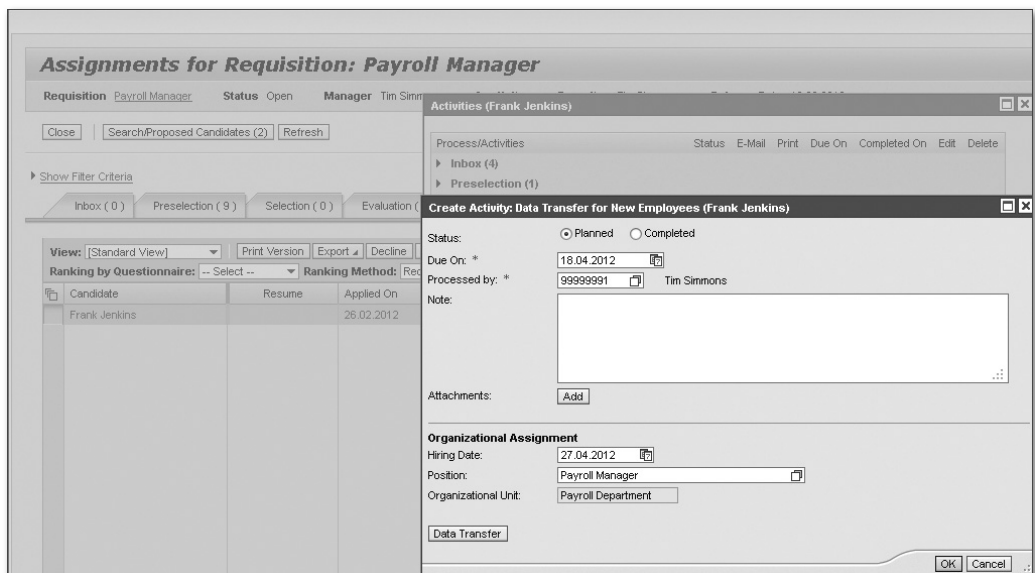 Assignments for Requisition: Payroll Manager
Requisition Payroll Manager Status Open Manager Tim Simm
Close Search/Proposed Candidates (2) Refresh
Show Filter Criteria
Inbox ( 0 ) Preselection ( 9 ) Selection ( 0 ) Evaluation (
View: [Standard View] Print Version Export Decline
Ranking by Questionnaire: -- Select -- Ranking Method: Rec
Candidate Resume Applied On
Frank Jenkins 26.02.2012
Activities (Frank Jenkins)
Process/Activities Status E-Mail Print Due On Completed On Edit Delete
Inbox (4)
Preselection (1)
Create Activity: Data Transfer for New Employees (Frank Jenkins)
Status: Planned Completed
Due On: * 18.04.2012
Processed by: * 99999991 Tim Simmons
Note:
Attachments: Add
Organizational Assignment
Hiring Date: 27.04.2012
Position: Payroll Manager
Organizational Unit: Payroll Department
Data Transfer
OK Cancel